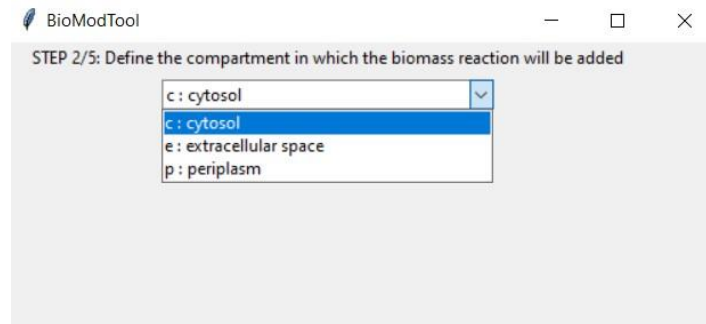 BioModTool
STEP 2/5: Define the compartment in which the biomass reaction will be added
c : cytosol
c : cytosol
e : extracellular space
p : periplasm